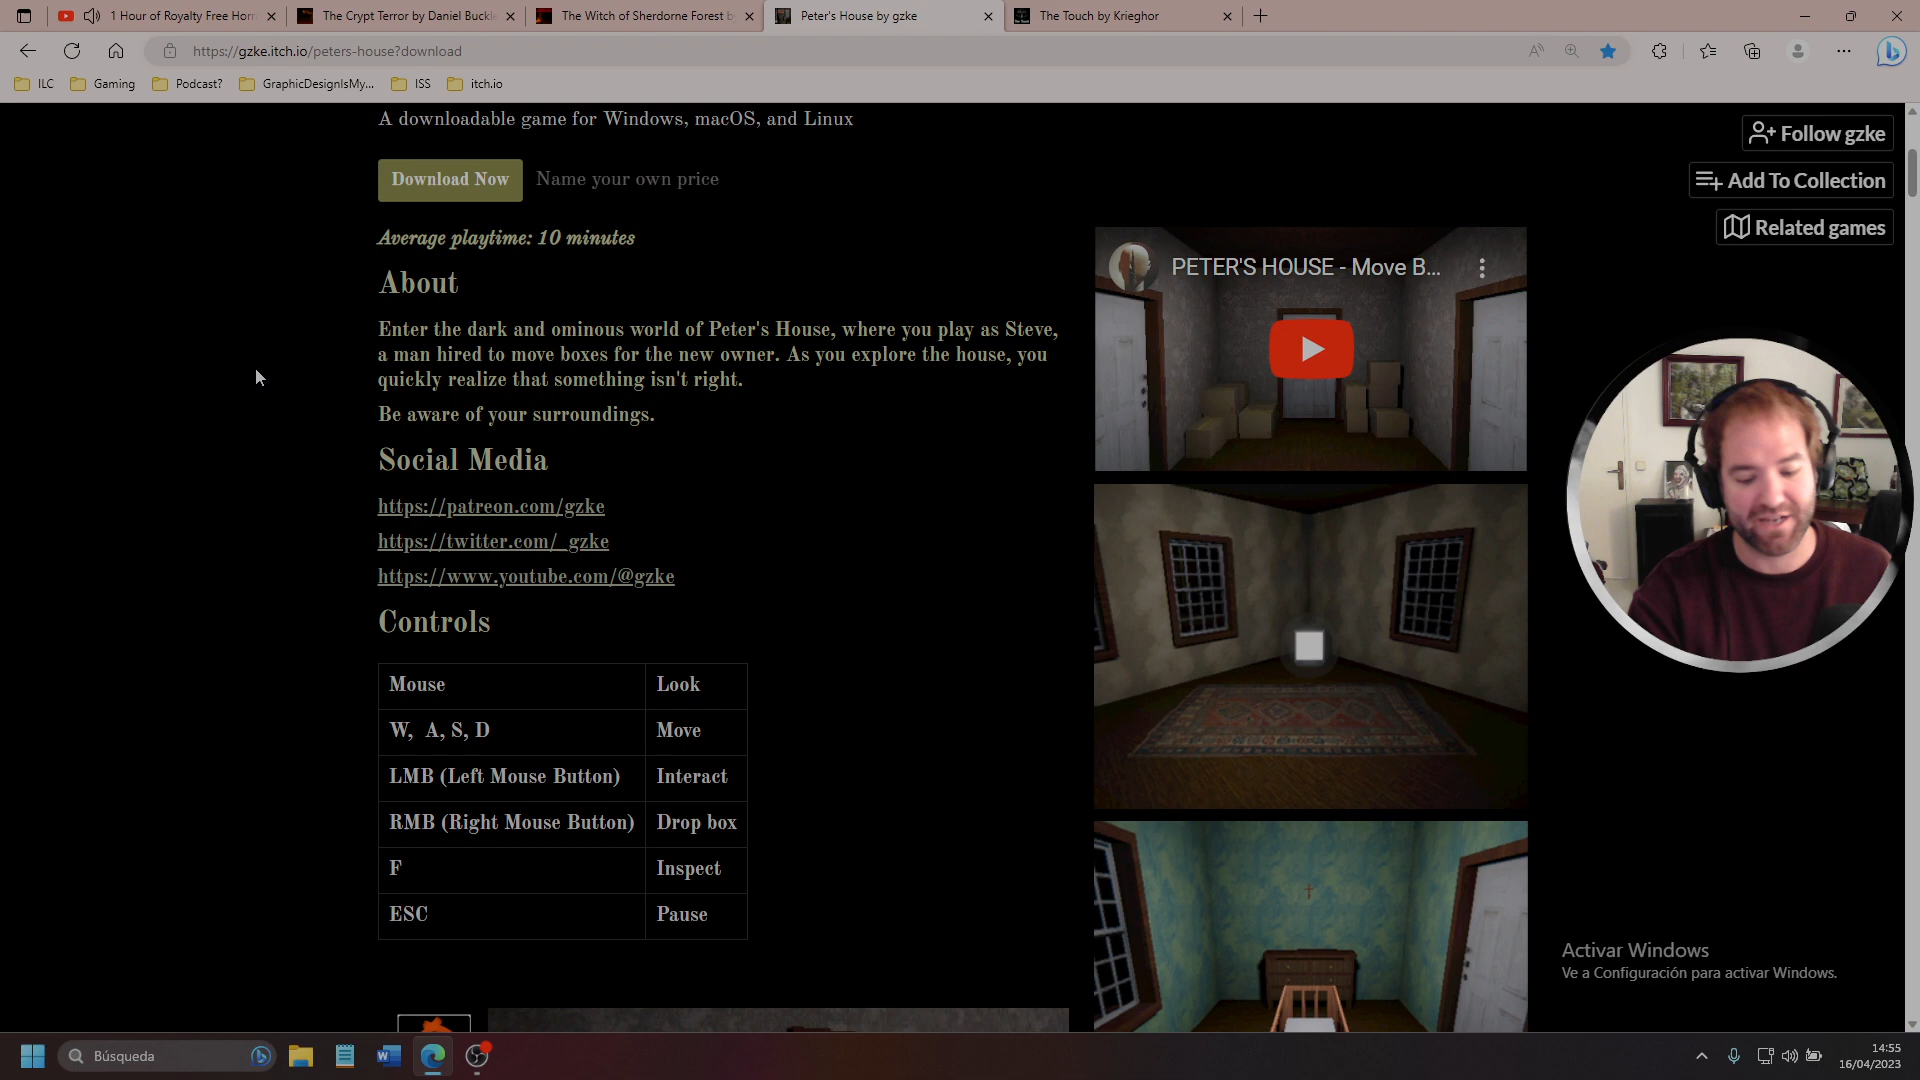 1 Hour of Royalty Free Horr
The Crypt Terror by Daniel Buckle
The Witch of Sherdorne Forest by
Peter's House by gzke
The Touch by Krieghor
https://gzke.itch.io/peters-house?download
ILC
Gaming
Podcast?
GraphicDesignIsMy...
ISS
itch.io
A downloadable game for Windows, macOS, and Linux
Follow gzke
Download Now
Name your own price
Add To Collection
Related games
Average playtime: 10 minutes
About
PETER'S HOUSE - Move B...
Enter the dark and ominous world of Peter's House, where you play as Steve,
a man hired to move boxes for the new owner. As you explore the house, you
quickly realize that something isn't right.
Be aware of your surroundings.
Social Media
https://patreon.com/gzke
https://twitter.com/_gzke
https://www.youtube.com/@gzke
Controls
Mouse Look
W, A, S, D Move
LMB (Left Mouse Button) Interact
RMB (Right Mouse Button) Drop box
F Inspect
ESC Pause
Activar Windows
Ve a Configuración para activar Windows.
Búsqueda
14:55
16/04/2023